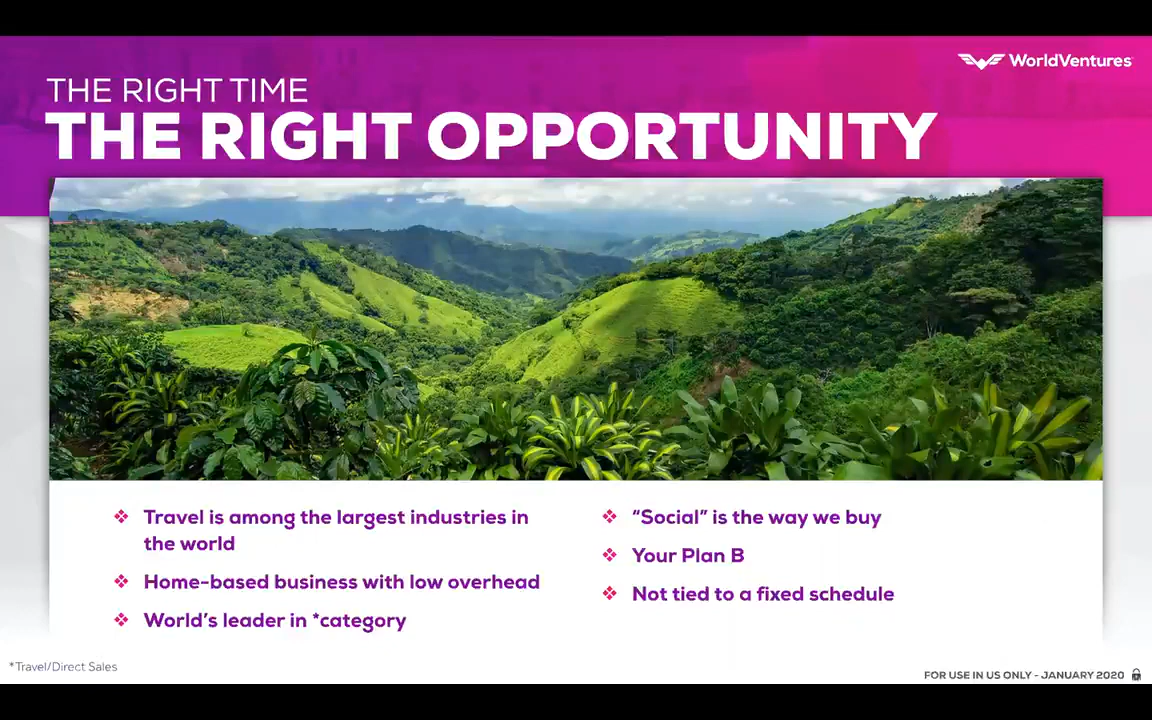 WorldVentures
THE RIGHT TIME
THE RIGHT OPPORTUNITY
Travel is among the largest industries in
the world
Home-based business with low overhead
World’s leader in *category
“Social” is the way we buy
Your Plan B
Not tied to a fixed schedule
*Travel/Direct Sales
FOR USE IN US ONLY - JANUARY 2020